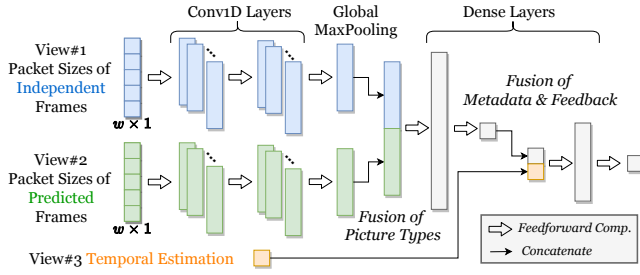 Conv1D Layers
Global
MaxPooling
Dense Layers
View#1
Packet Sizes of
Independent
Frames
w × 1
Fusion of
Metadata & Feedback
View#2
Packet Sizes of
Predicted
Frames
w × 1
Fusion of
Picture Types
View#3 Temporal Estimation
Feedforward Comp.
Concatenate